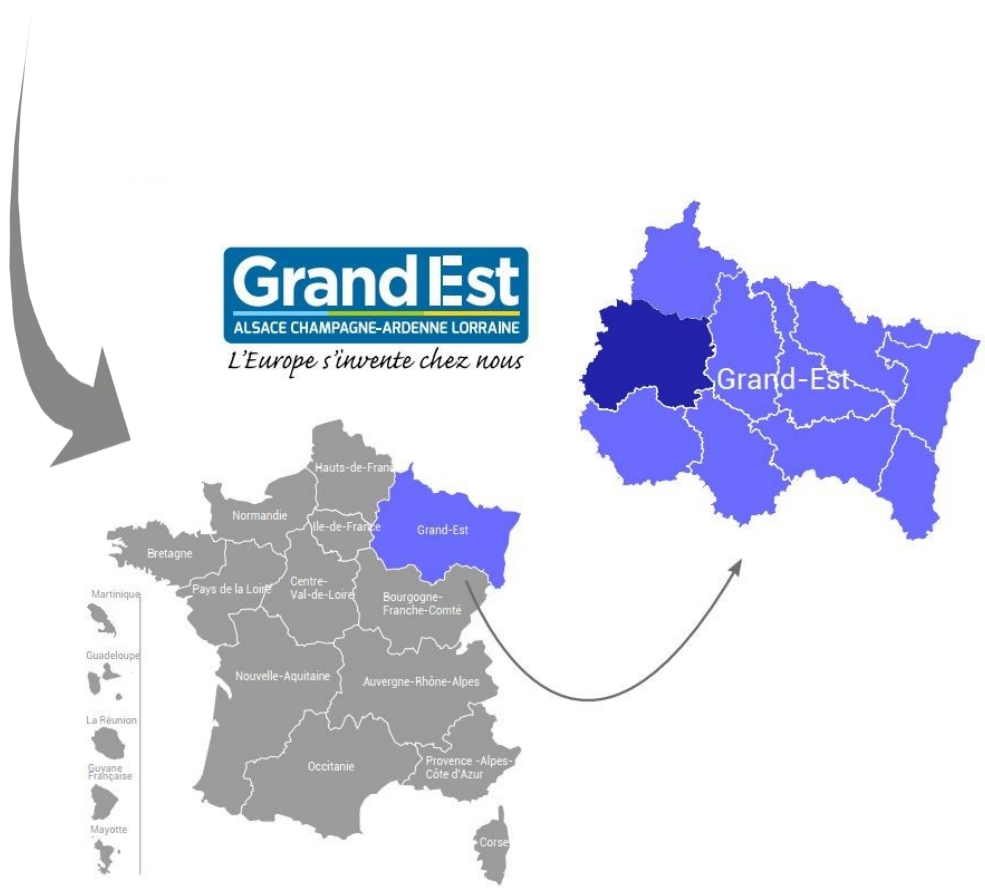 Grand Est
ALSACE CHAMPAGNE-ARDENNE LORRAINE
L'Europe s'invente chez nous
Grand-Est
Hauts-de-Fran
Normandie
Ile-de-France
Grand-Est
Bretagne
Pays de la Loire
Centre-
Val-de-Loire
Bourgogne-
Franche-Comté
Martinique
Guadeloupe
Nouvelle-Aquitaine
Auvergne-Rhône-Alpes
La Réunion
Occitanie
Provence -Alpes-
Côte d'Azur
Guyane
Française
Mayotte
Corse